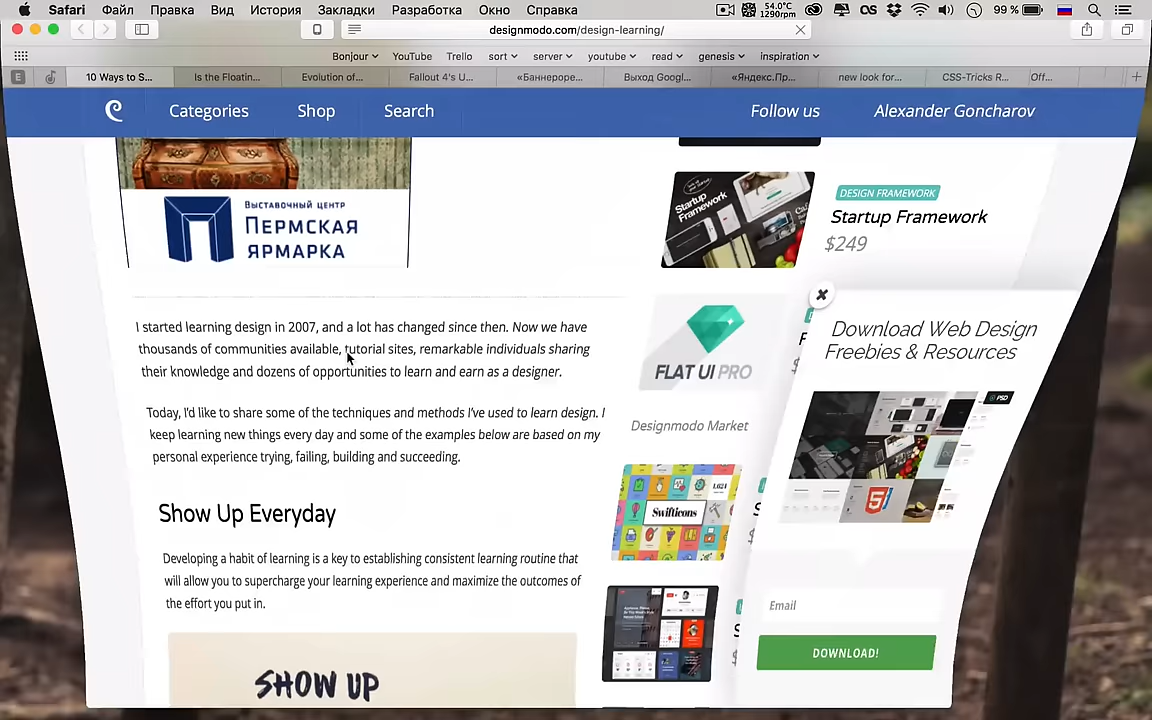 Safari Файл Правка Вид История Закладки Разработка Окно Справка 54.0°C 1290rpm 99 %
designmodo.com/design-learning/
Bonjour YouTube Trello sort server youtube read genesis inspiration
E 10 Ways to S... Is the Floatin... Evolution of... Fallout 4's U... «Баннероре... Выход Googl... «Яндекс.Пр... new look for... CSS-Tricks R... Off...
Categories Shop Search Follow us Alexander Goncharov
ВЫСТАВОЧНЫЙ ЦЕНТР
ПЕРМСКАЯ
ЯРМАРКА
I started learning design in 2007, and a lot has changed since then. Now we have
thousands of communities available, tutorial sites, remarkable individuals sharing
their knowledge and dozens of opportunities to learn and earn as a designer.
Today, I'd like to share some of the techniques and methods I've used to learn design. I
keep learning new things every day and some of the examples below are based on my
personal experience trying, failing, building and succeeding.
Show Up Everyday
Developing a habit of learning is a key to establishing consistent learning routine that
will allow you to supercharge your learning experience and maximize the outcomes of
the effort you put in.
SHOW UP
Startup
Framework
DESIGN FRAMEWORK
Startup Framework
$249
FLAT UI PRO
Designmodo Market
Swifticons
Download Web Design
Freebies & Resources
PSD
Email
DOWNLOAD!